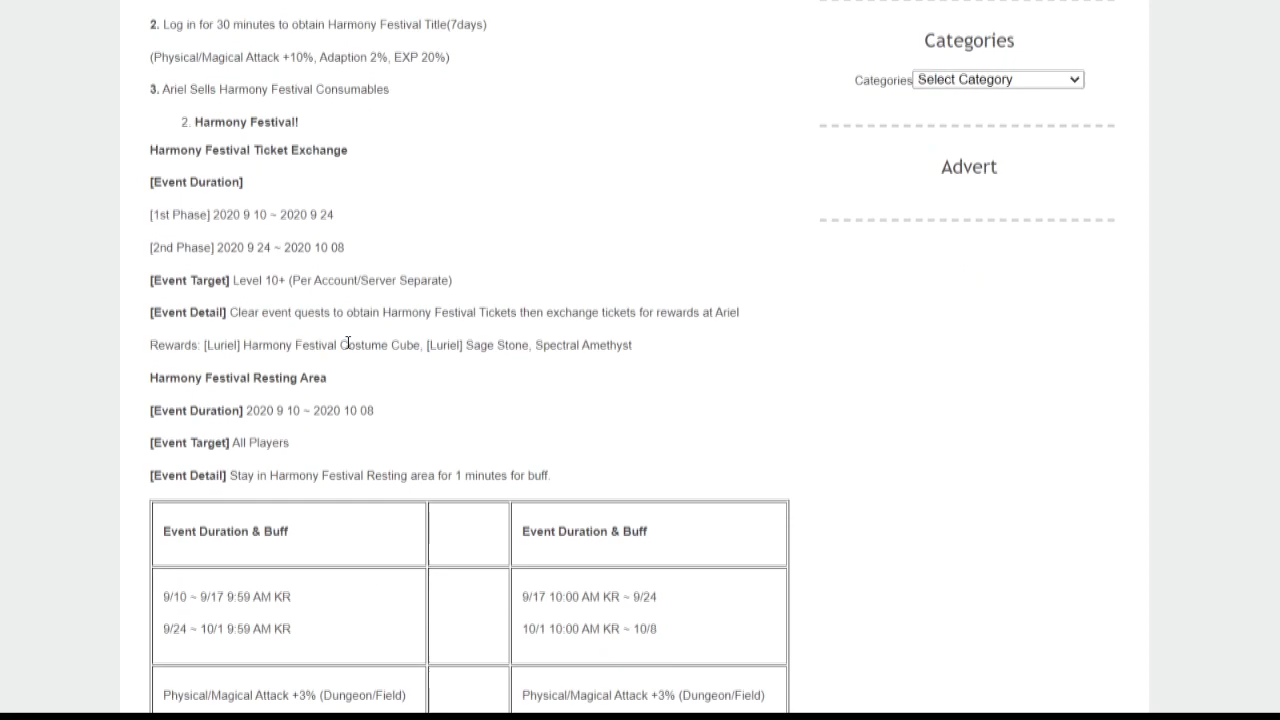 2. Log in for 30 minutes to obtain Harmony Festival Title(7days)
(Physical/Magical Attack +10%, Adaption 2%, EXP 20%)
3. Ariel Sells Harmony Festival Consumables
2. Harmony Festival!
Harmony Festival Ticket Exchange
[Event Duration]
[1st Phase] 2020 9 10 ~ 2020 9 24
[2nd Phase] 2020 9 24 ~ 2020 10 08
[Event Target] Level 10+ (Per Account/Server Separate)
[Event Detail] Clear event quests to obtain Harmony Festival Tickets then exchange tickets for rewards at Ariel
Rewards: [Luriel] Harmony Festival Costume Cube, [Luriel] Sage Stone, Spectral Amethyst
Harmony Festival Resting Area
[Event Duration] 2020 9 10 ~ 2020 10 08
[Event Target] All Players
[Event Detail] Stay in Harmony Festival Resting area for 1 minutes for buff.
Event Duration & Buff
Event Duration & Buff
9/10 ~ 9/17 9:59 AM KR
9/24 ~ 10/1 9:59 AM KR
9/17 10:00 AM KR ~ 9/24
10/1 10:00 AM KR ~ 10/8
Physical/Magical Attack +3% (Dungeon/Field)
Physical/Magical Attack +3% (Dungeon/Field)
Categories
Categories Select Category
Advert